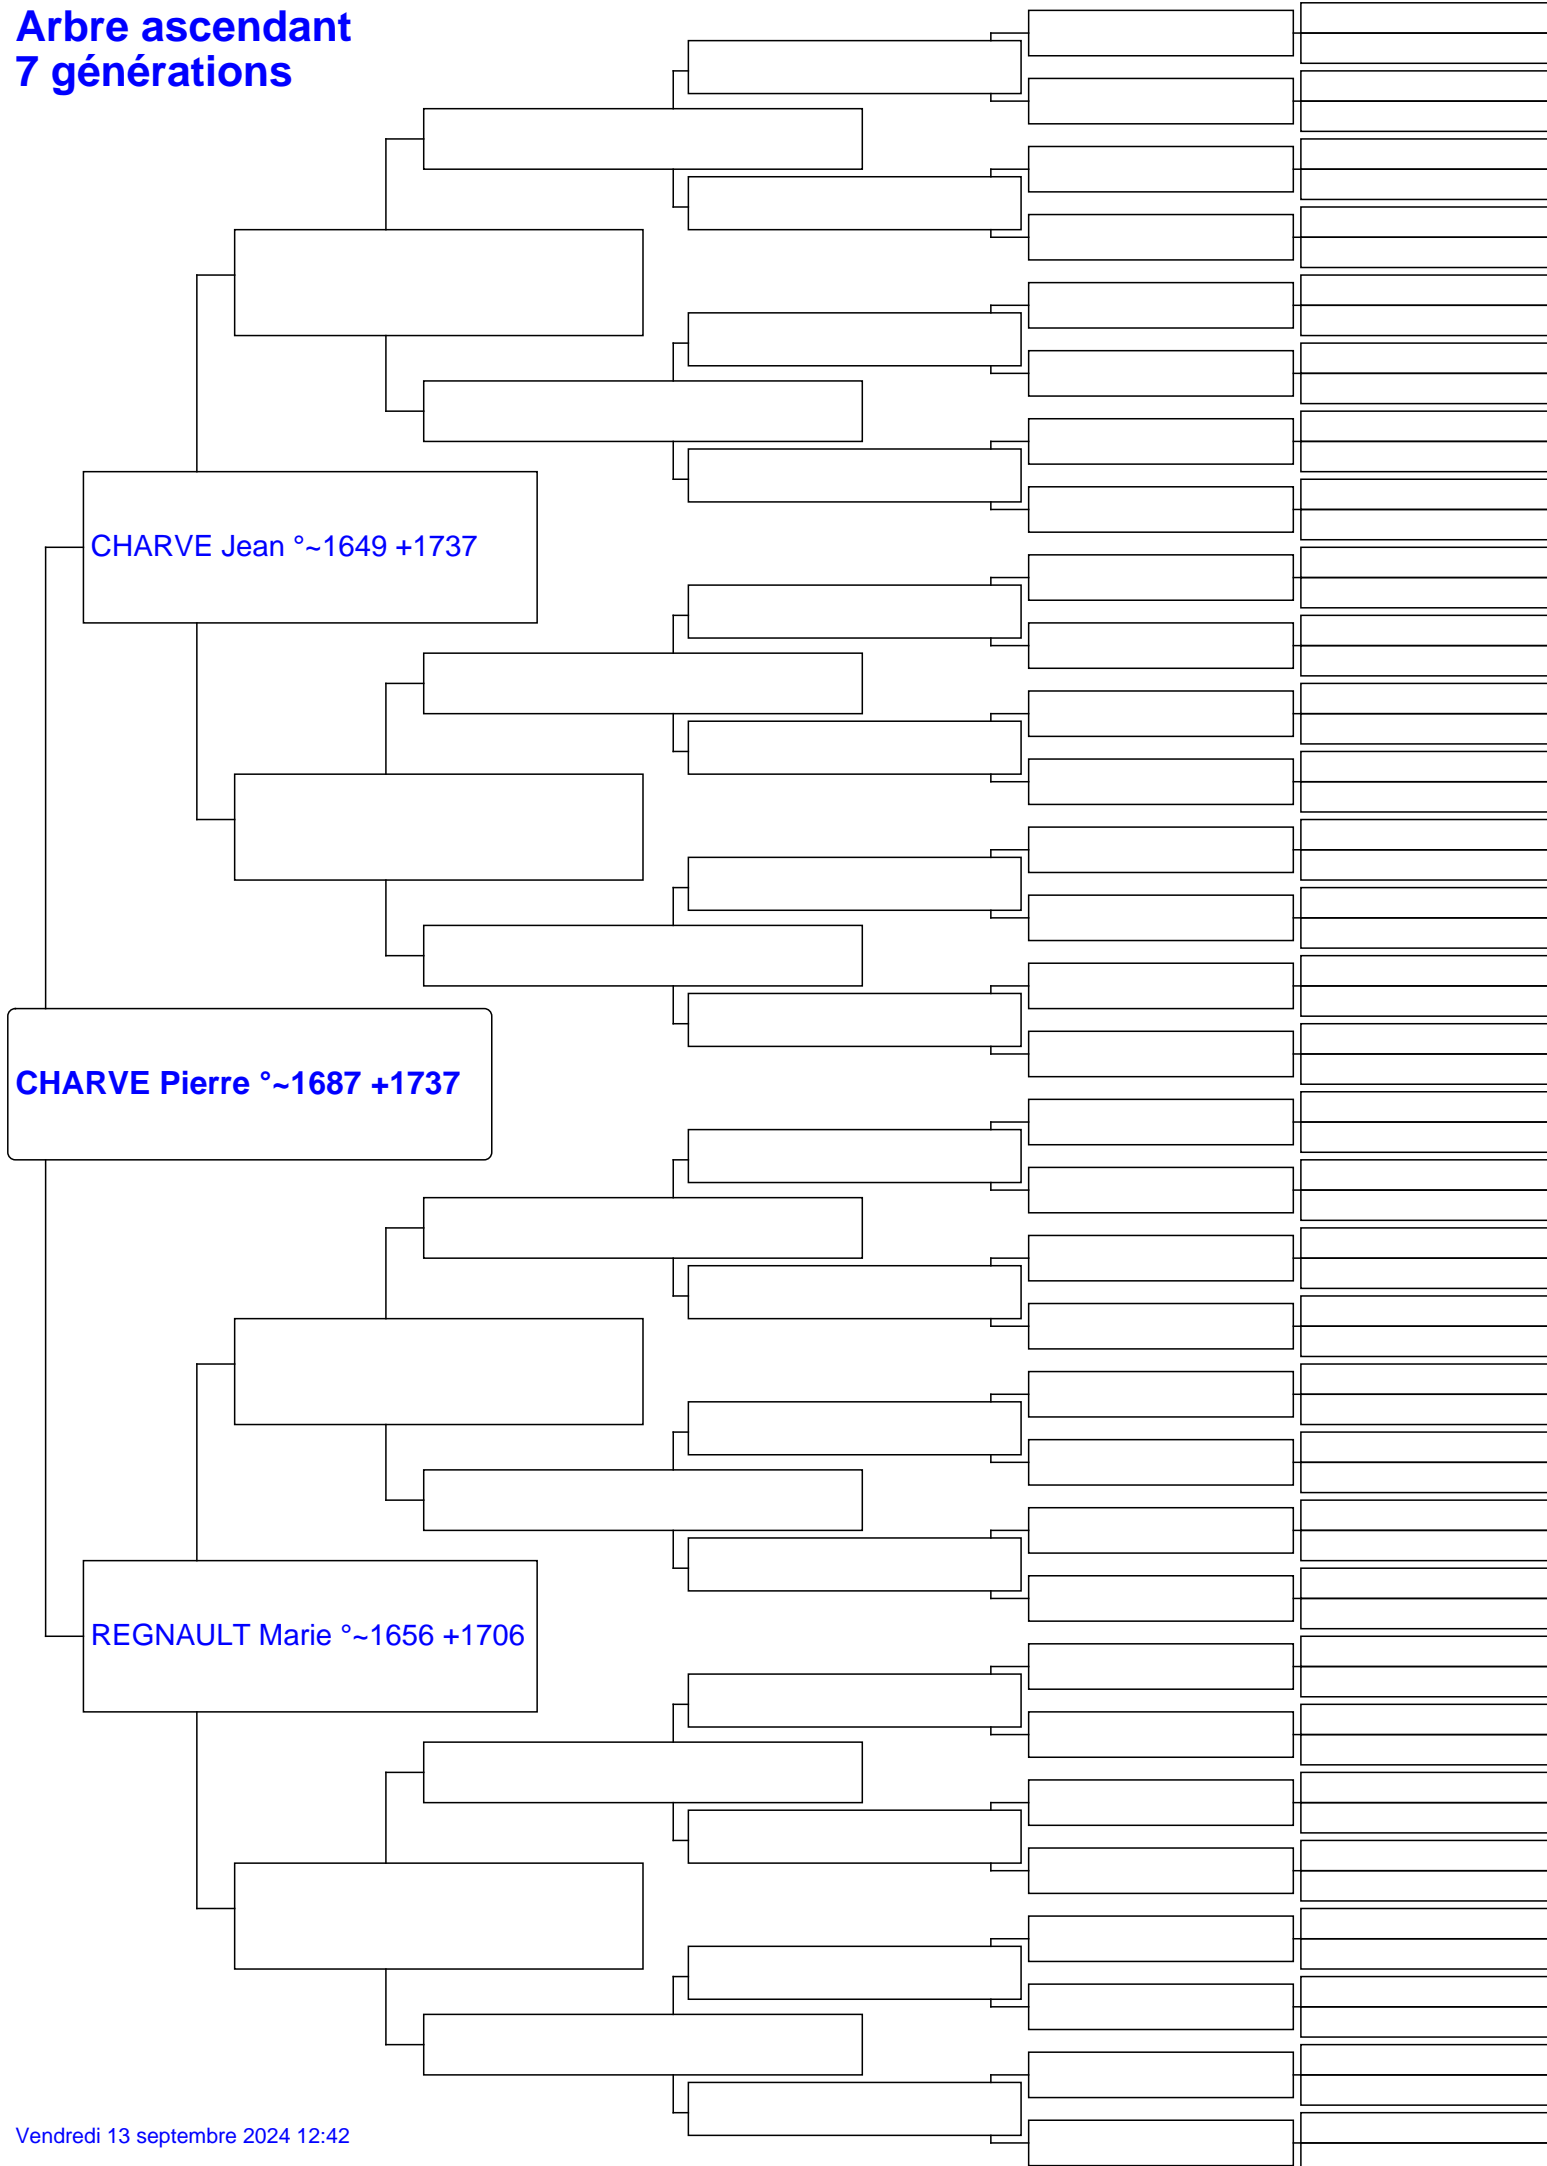 Arbre ascendant
7 générations
CHARVE Jean °~1649 +1737
CHARVE Pierre °~1687 +1737
REGNAULT Marie °~1656 +1706
Vendredi 13 septembre 2024 12:42